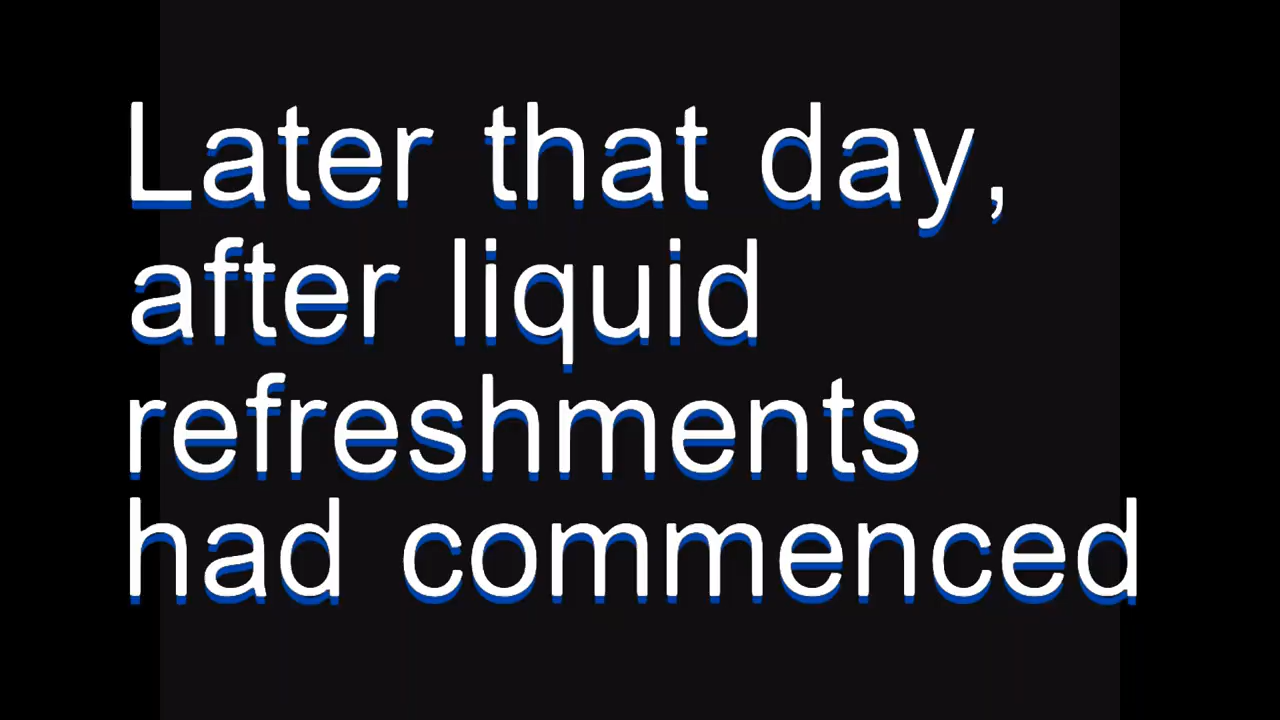 Later that day,
after liquid
refreshments
had commenced